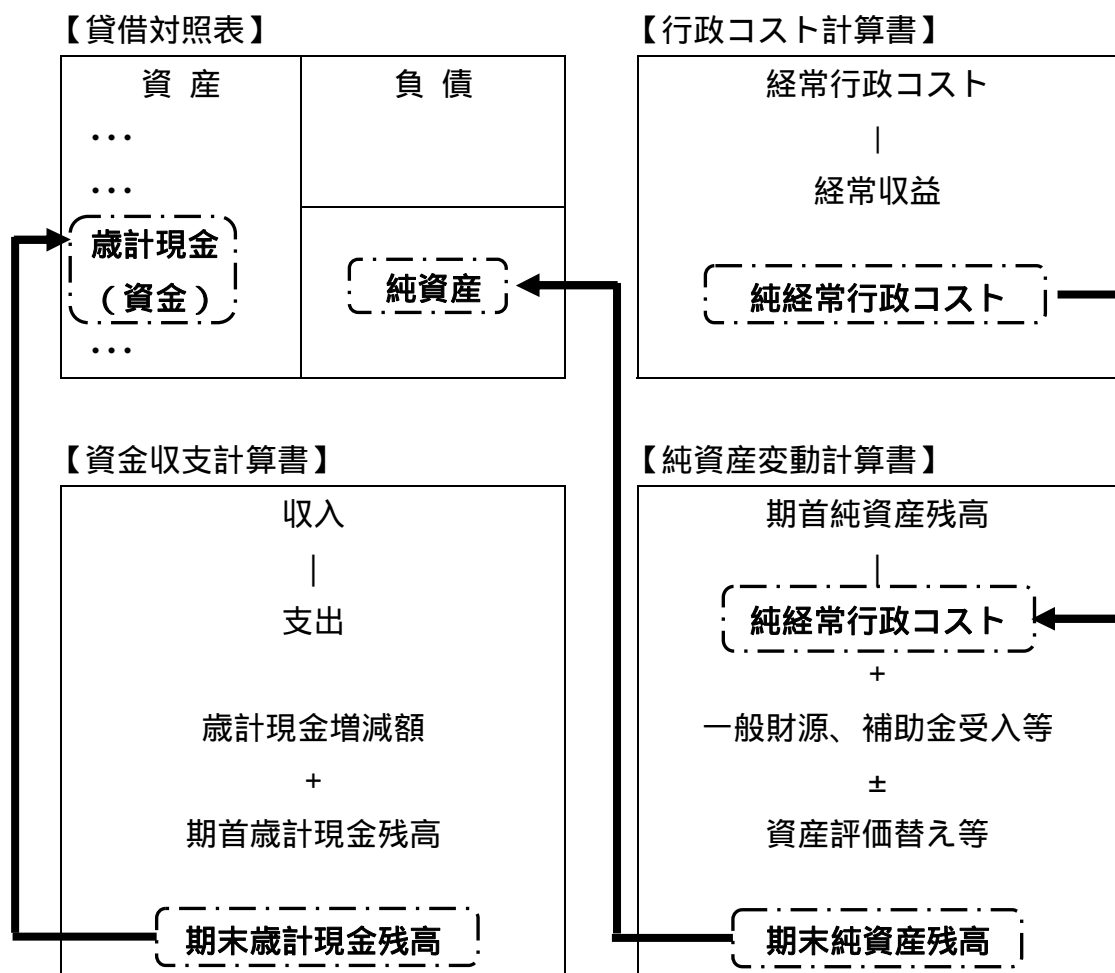 【貸借対照表】
資 産
・・・
・・・
歳計現金
（資金）
・・・
負 債
純資産
【行政コスト計算書】
経常行政コスト
｜
経常収益
純経常行政コスト
【資金収支計算書】
収入
｜
支出
歳計現金増減額
+
期首歳計現金残高
期末歳計現金残高
【純資産変動計算書】
期首純資産残高
｜
純経常行政コスト
+
一般財源、補助金受入等
±
資産評価替え等
期末純資産残高